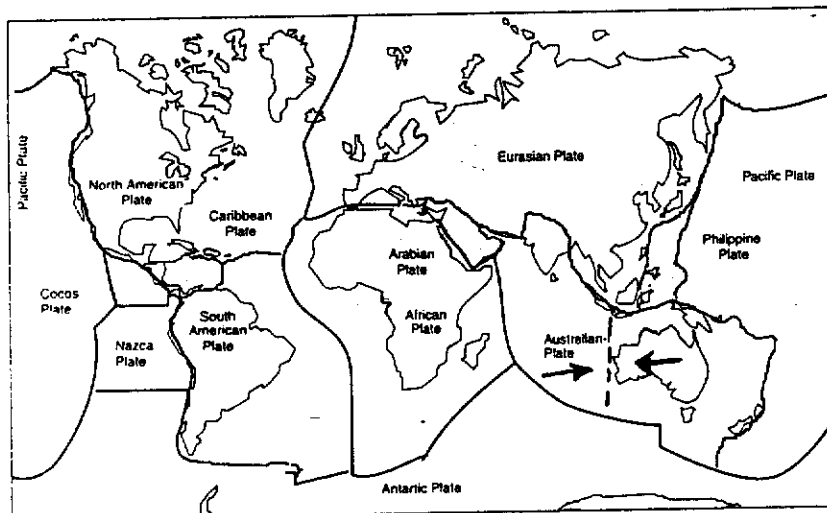 Pacific Plate
North American
Plate
Caribbean
Plate
Cocos
Plate
Nazca
Plate
South
American
Plate
Eurasian Plate
Arabian
Plate
African
Plate
Pacific Plate
Philippine
Plate
Australian-
Plate
Antartic Plate